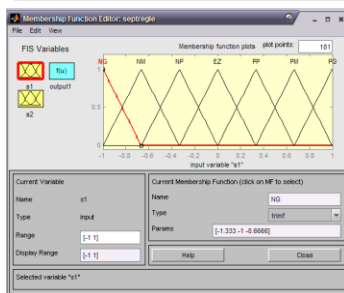 Membership Function Editor: septregle
File Edit View
FIS Variables
Membership function plots plot points: 181
s1
f(u)
output1
s2
NG NM NP EZ PP PM PG
1
0.5
0
-1 -0.8 -0.6 -0.4 -0.2 0 0.2 0.4 0.6 0.8 1
input variable "s1"
Current Variable
Name s1
Type input
Range [-1 1]
Display Range [-1 1]
Current Membership Function (click on MF to select)
Name NG
Type trimf
Params [-1.333 -1 -0.6666]
Help Close
Selected variable "s1"